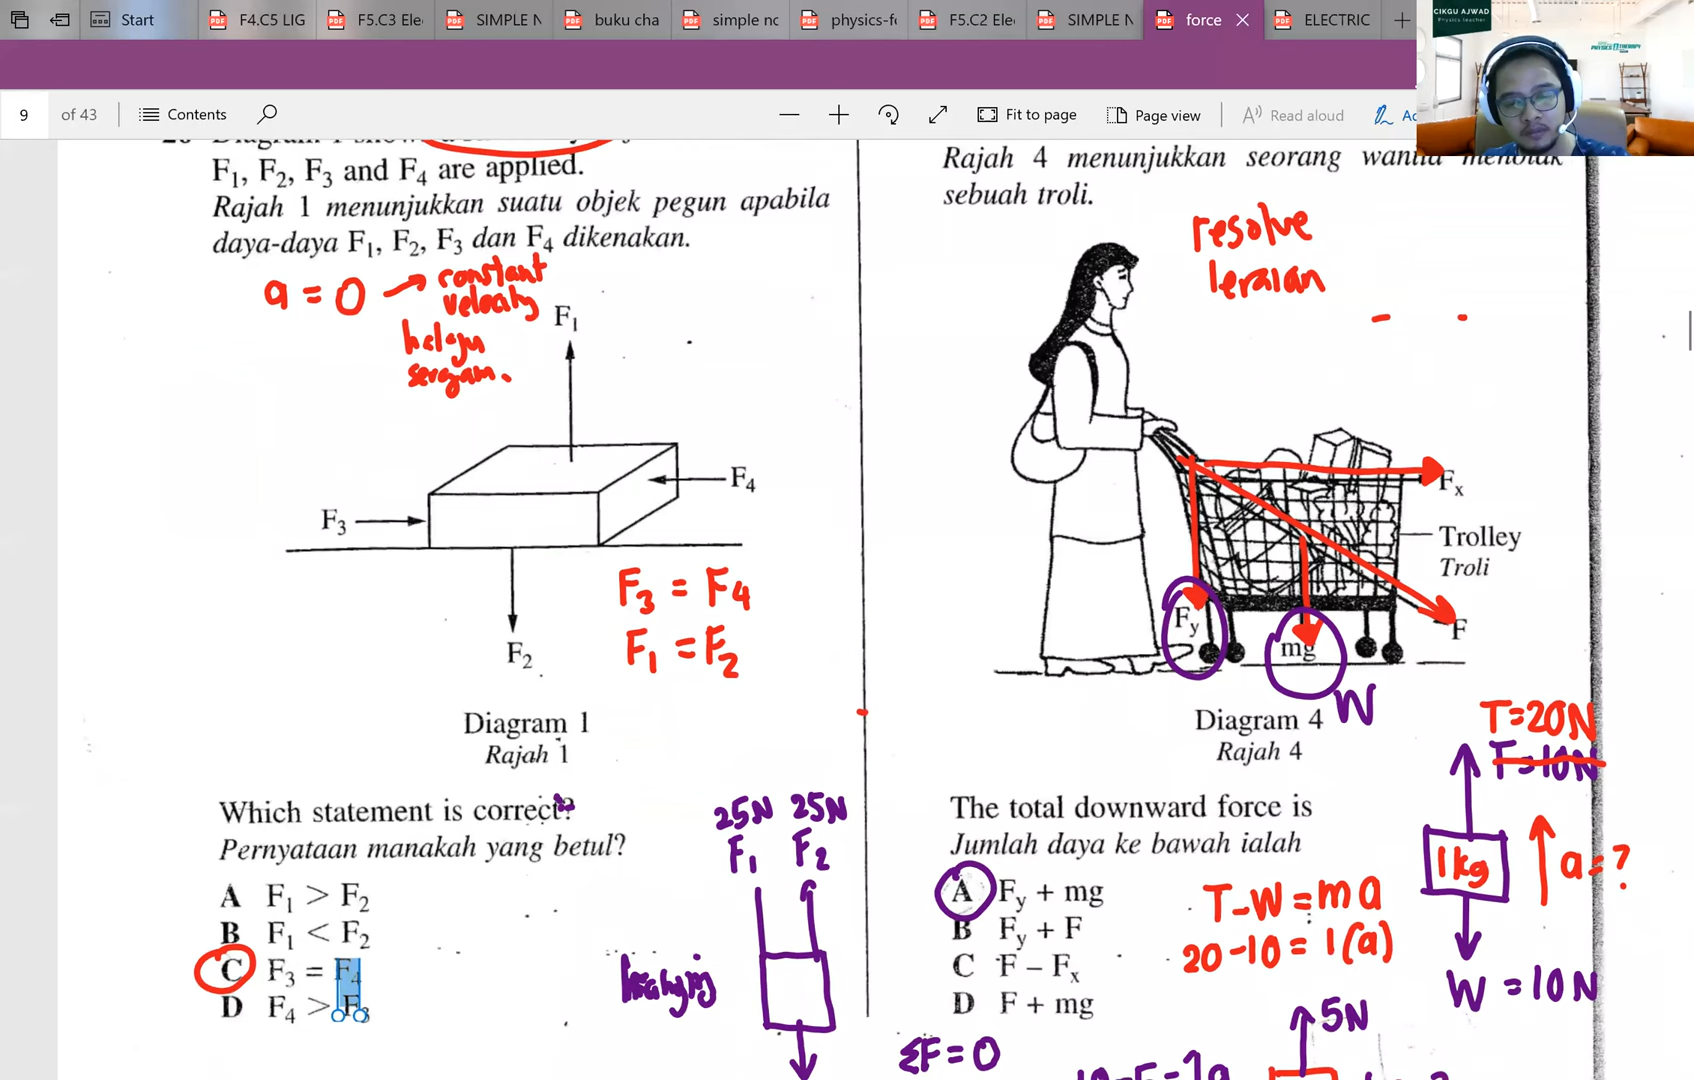 Start
F4.C5 LIG
F5.C3 Ele
SIMPLE N
buku cha
simple nc
physics-f
F5.C2 Ele
SIMPLE N
force
ELECTRIC
CIKGU AJWAD
Physics teacher
9 of 43
Contents
Fit to page
Page view
Read aloud
F₁, F₂, F₃ and F₄ are applied.
Rajah 1 menunjukkan suatu objek pegun apabila
daya-daya F₁, F₂, F₃ dan F₄ dikenakan.
a = 0 → constant
velocity
halaju
seragam.
F₁
F₄
F₃
F₂
F₃ = F₄
F₁ = F₂
Diagram 1
Rajah 1
Which statement is correct?
Pernyataan manakah yang betul?
A F₁ > F₂
B F₁ < F₂
C F₃ = F₄
D F₄ > F₃
25N 25N
F₁ F₂
ΣF = 0
Rajah 4 menunjukkan seorang wanita menolak
sebuah troli.
resolve
leraian
Fₓ
Trolley
Troli
Fy
mg
F
W
Diagram 4
Rajah 4
The total downward force is
Jumlah daya ke bawah ialah
A Fy + mg
B Fy + F
C F – Fₓ
D F + mg
T=20N
T=10N
1kg
a=?
W=10N
T-W=ma
20-10=1(a)
5N